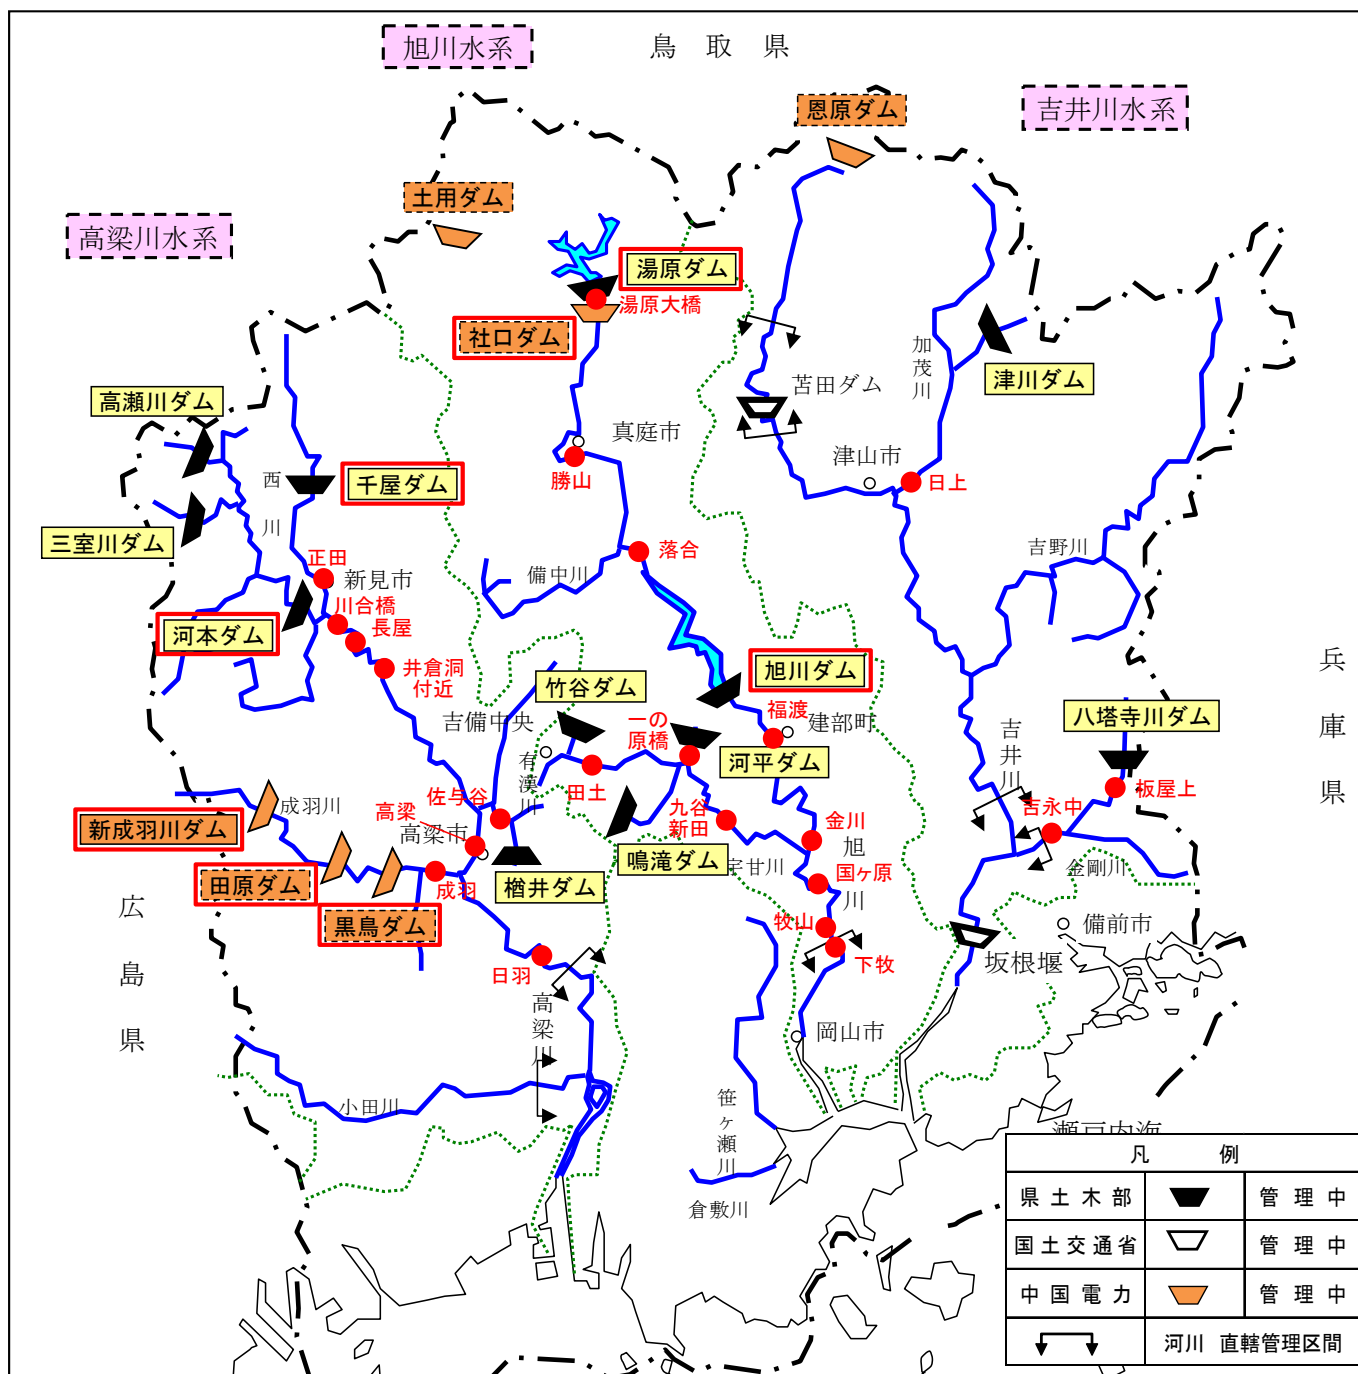 旭川水系
鳥取県
恩原ダム
吉井川水系
土用ダム
高梁川水系
湯原ダム
湯原大橋
社口ダム
加茂川
津川ダム
苫田ダム
高瀬川ダム
真庭市
津山市
勝山
日上
西川
千屋ダム
三室川ダム
正田
新見市
落合
備中川
吉野川
川合橋
長屋
河本ダム
井倉洞
付近
旭川ダム
兵庫県
竹谷ダム
吉備中央
一の
原橋
福渡
建部町
八塔寺川ダム
河平ダム
吉井川
有漢川
田土
板屋上
成羽川
佐与谷
高梁
高梁市
九谷
新田
金川
吉永中
新成羽川ダム
旭川
鳴滝ダム
宇甘川
国ヶ原
金剛川
田原ダム
成羽
楢井ダム
黒鳥ダム
広島県
牧山
下牧
備前市
坂根堰
日羽
高梁川
岡山市
小田川
笹ヶ瀬川
倉敷川
瀬戸内海
凡例
県土木部 管理中
国土交通省 管理中
中国電力 管理中
河川 直轄管理区間